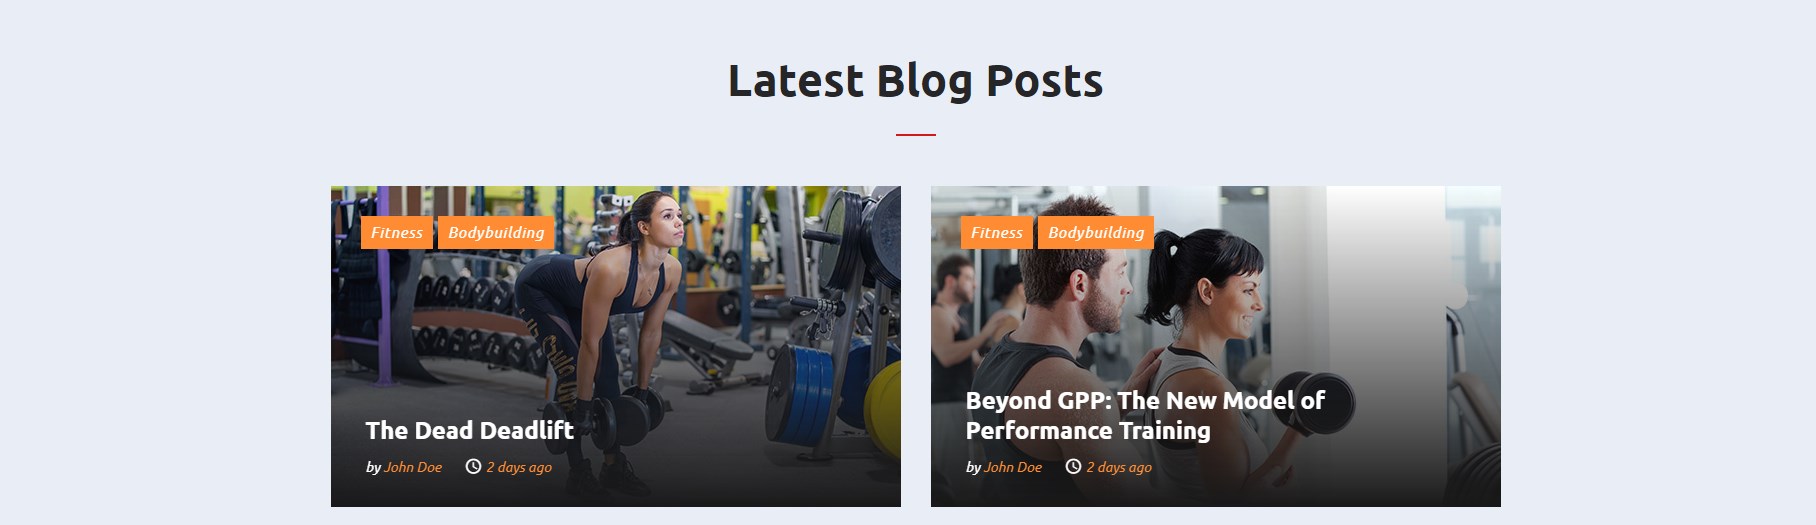 Latest Blog Posts
Fitness Bodybuilding
The Dead Deadlift
by John Doe 2 days ago
Fitness Bodybuilding
Beyond GPP: The New Model of
Performance Training
by John Doe 2 days ago